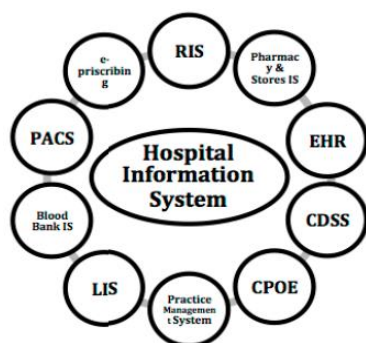 RIS
Pharmac
y &
Stores IS
EHR
CDSS
CPOE
Practice
Managemen
t System
LIS
Blood
Bank IS
PACS
e-
priscribin
g
Hospital
Information
System